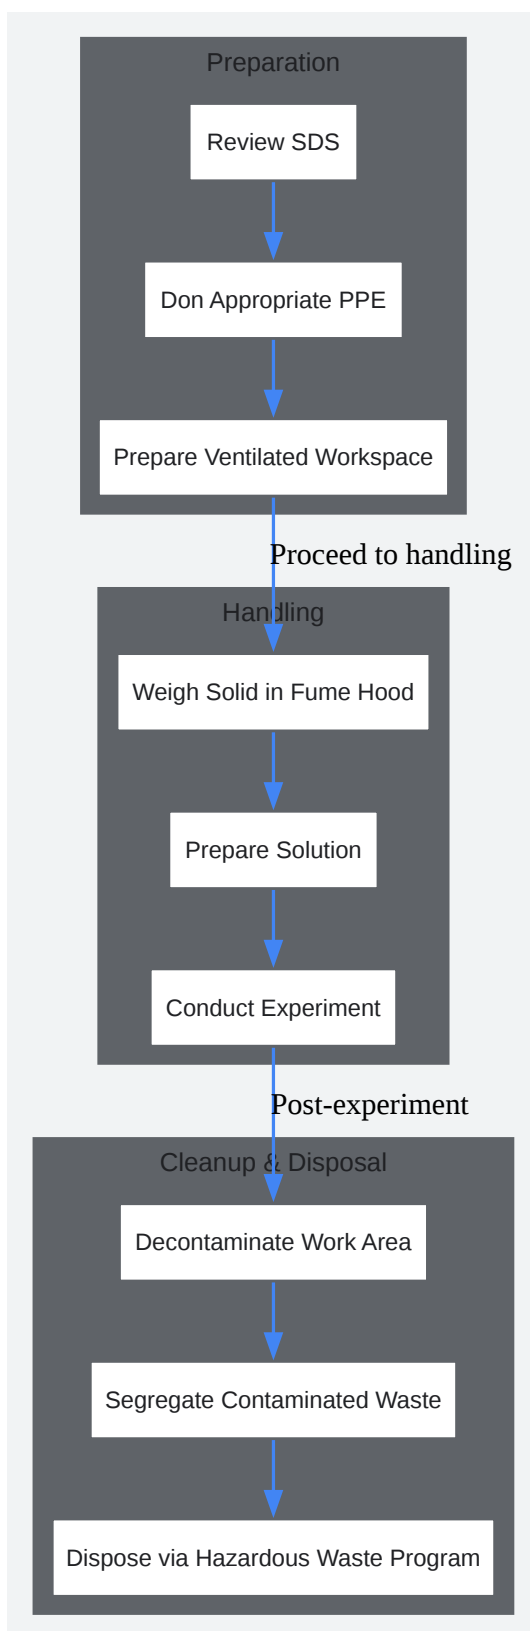 Preparation
Review SDS
Don Appropriate PPE
Prepare Ventilated Workspace
Proceed to handling
Handling
Weigh Solid in Fume Hood
Prepare Solution
Conduct Experiment
Post-experiment
Cleanup & Disposal
Decontaminate Work Area
Segregate Contaminated Waste
Dispose via Hazardous Waste Program